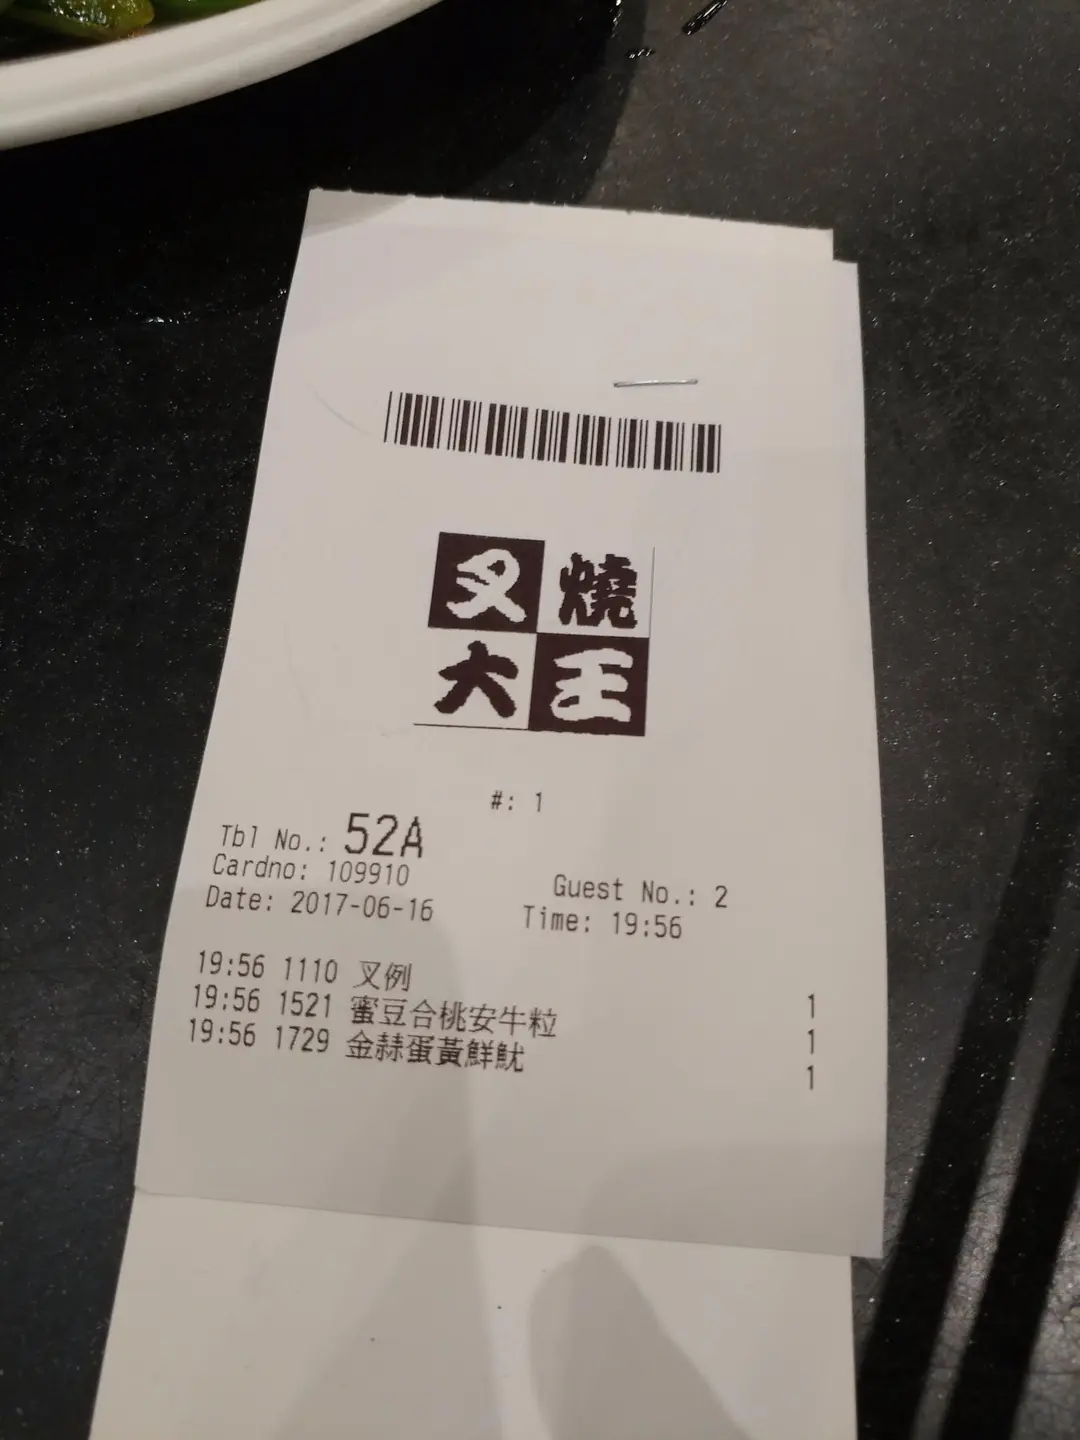 叉燒
大王
#: 1
Tbl No.: 52A
Cardno: 109910 Guest No.: 2
Date: 2017-06-16 Time: 19:56
19:56 1110 叉例 1
19:56 1521 蜜豆合桃安牛粒 1
19:56 1729 金蒜蛋黃鮮魷 1